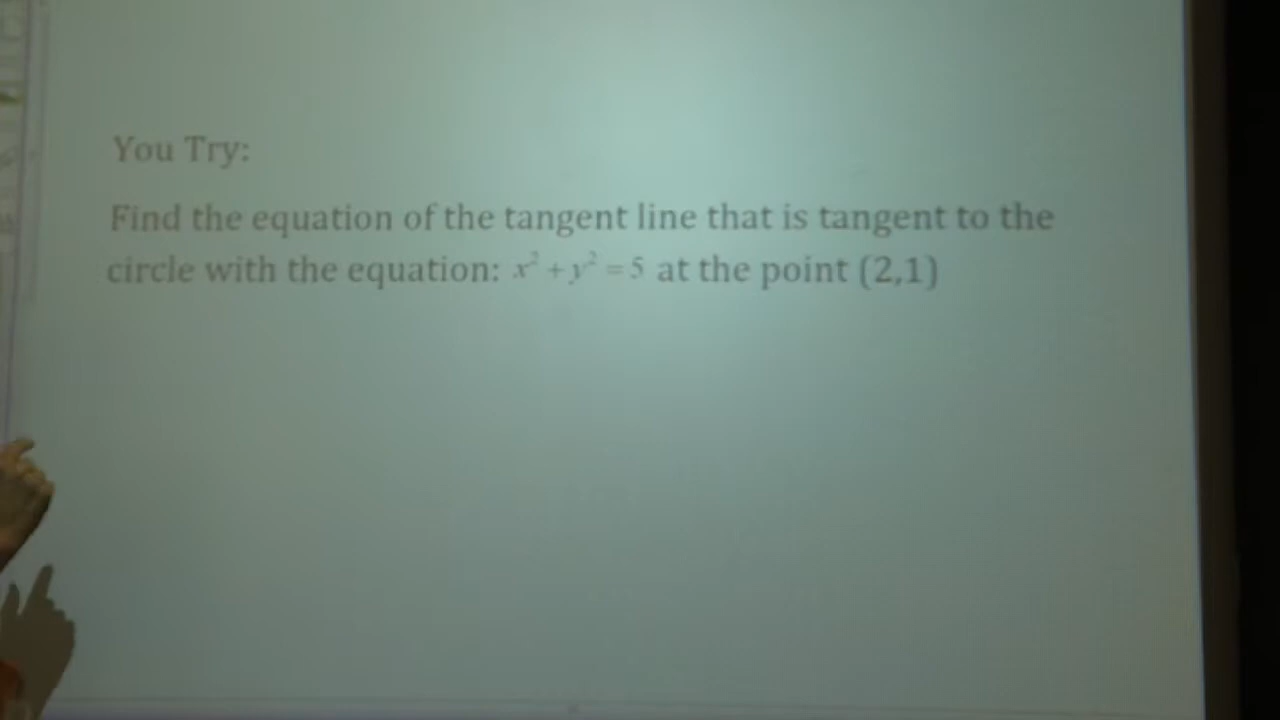 You Try:
Find the equation of the tangent line that is tangent to the
circle with the equation: x² + y² = 5 at the point (2,1)